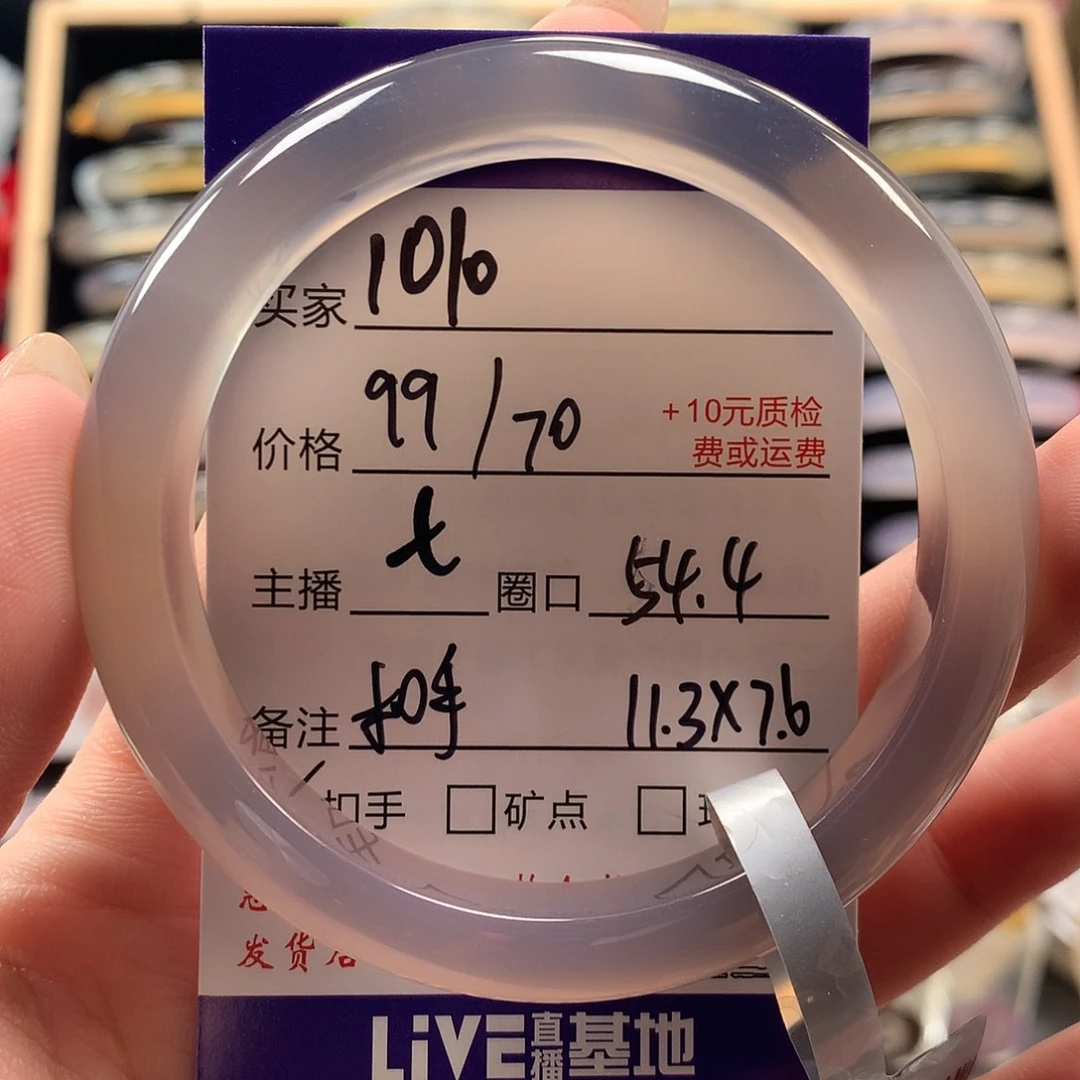 买家 1010
价格 99/70 +10元质检
费或运费
主播 七 圈口 54.4
备注 扣手 11.3X7.6
扣手 □矿点 □
发货后
LiVE直播基地